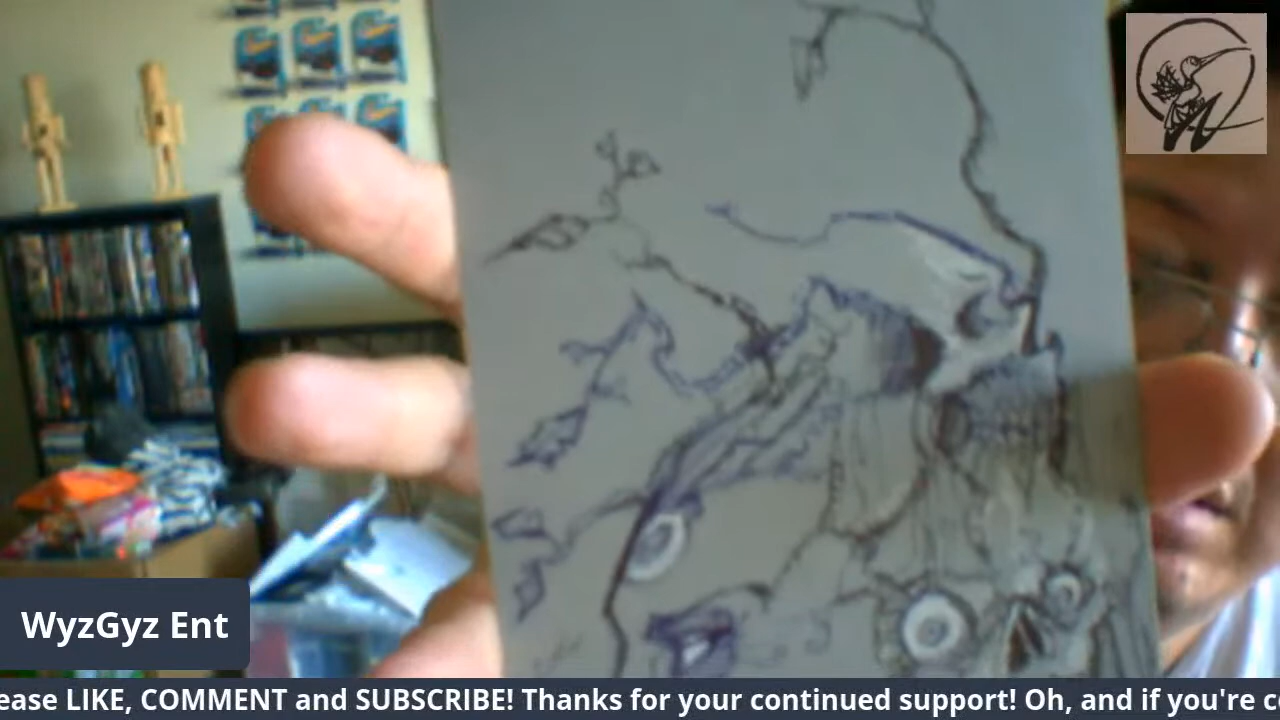 WyzGyz Ent
ease LIKE, COMMENT and SUBSCRIBE! Thanks for your continued support! Oh, and if you're c